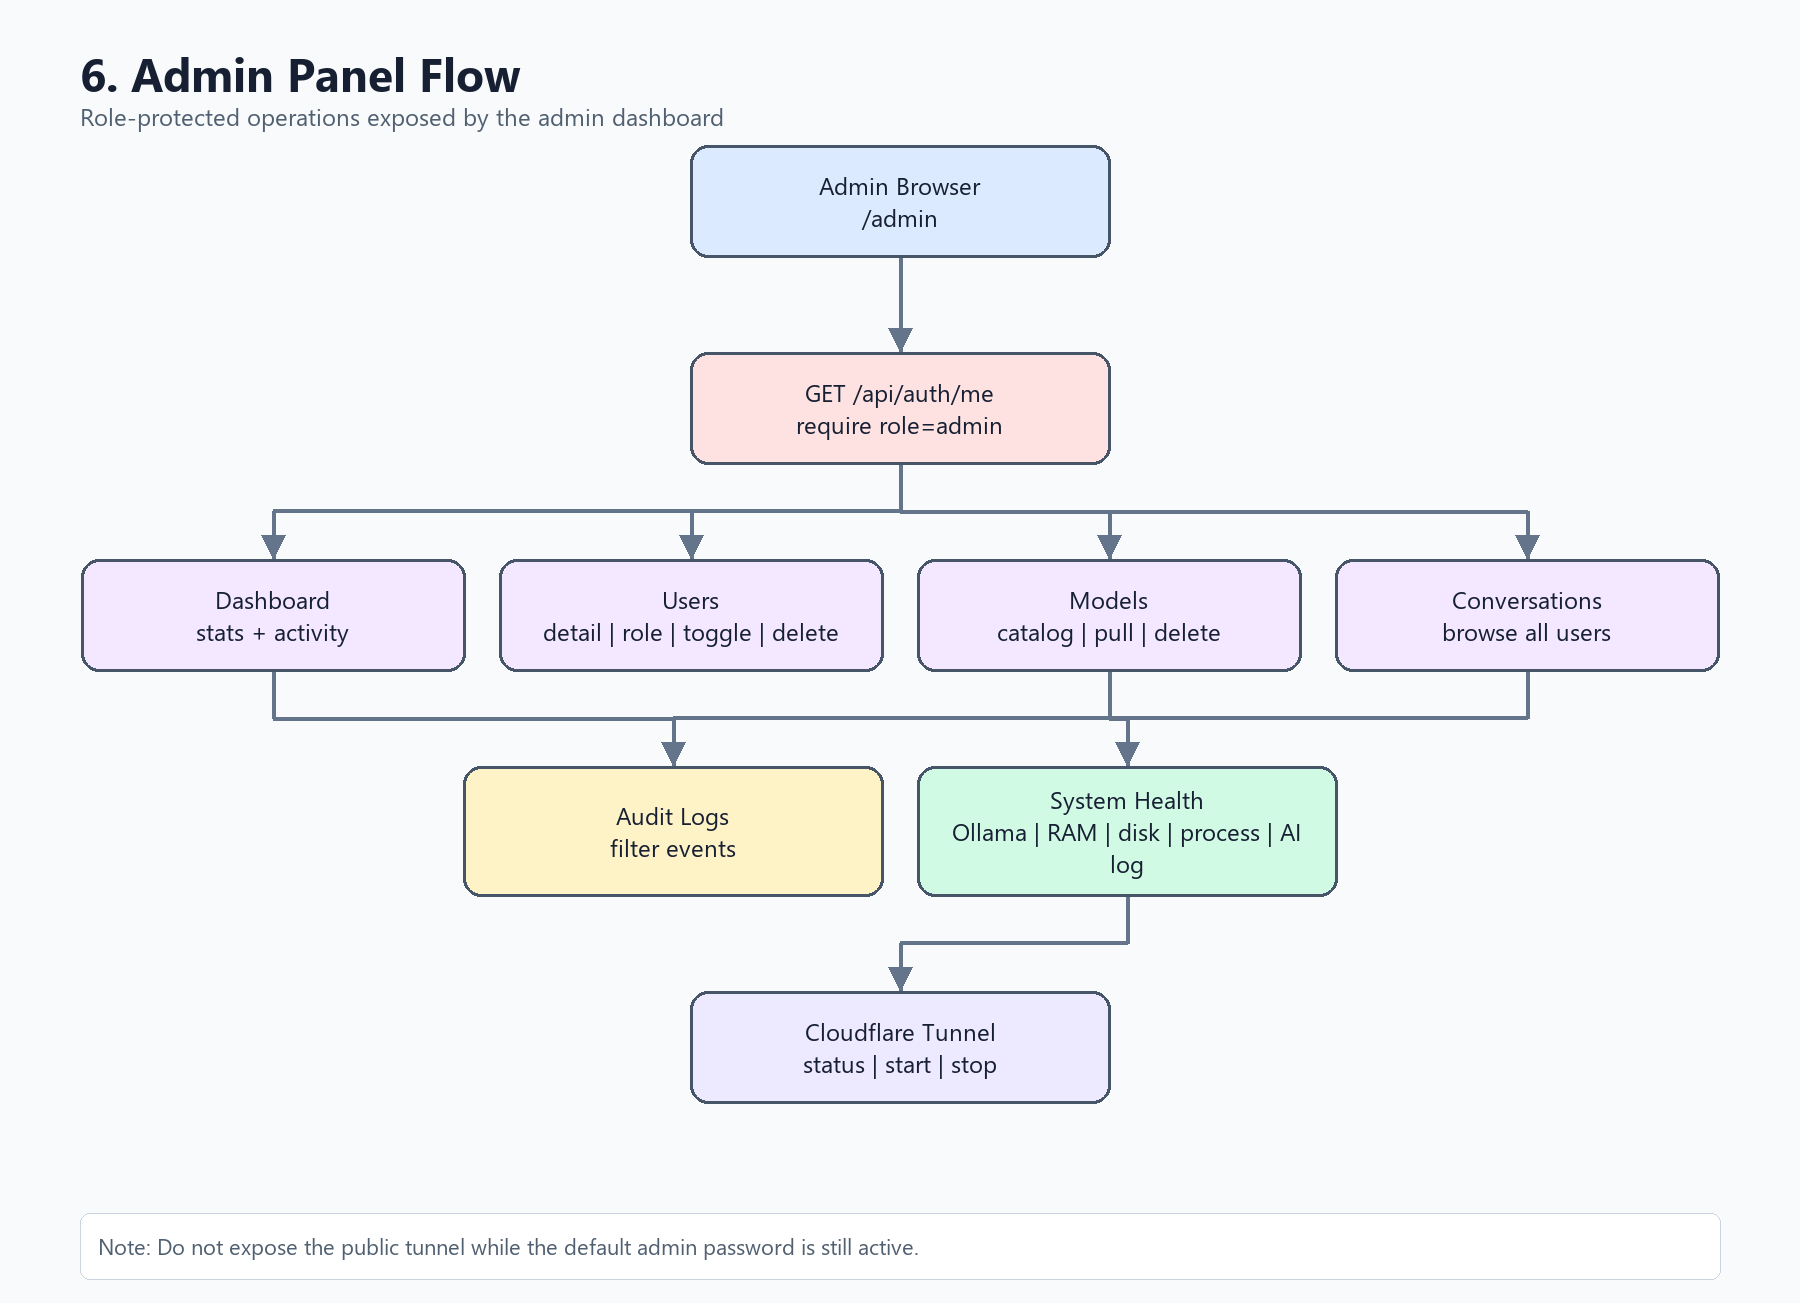 6. Admin Panel Flow
Role-protected operations exposed by the admin dashboard
Admin Browser
/admin
GET /api/auth/me
require role=admin
Dashboard
stats + activity
Users
detail | role | toggle | delete
Models
catalog | pull | delete
Conversations
browse all users
Audit Logs
filter events
System Health
Ollama | RAM | disk | process | AI
log
Cloudflare Tunnel
status | start | stop
Note: Do not expose the public tunnel while the default admin password is still active.